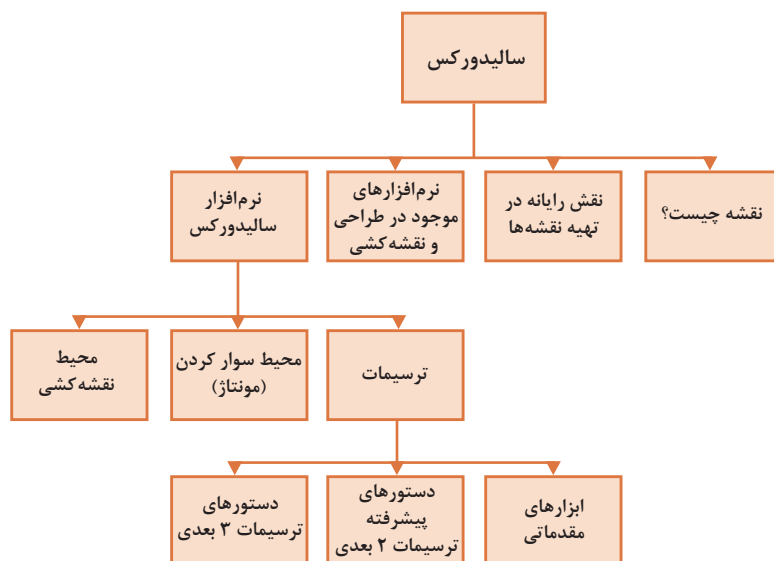 سالیدورکس
نقشه چیست؟
نقش رایانه در
تهیه نقشه‌ها
نرم‌افزارهای
موجود در طراحی
و نقشه‌کشی
نرم‌افزار
سالیدورکس
ترسیمات
محیط سوار کردن
(مونتاژ)
محیط
نقشه‌کشی
ابزارهای
مقدماتی
دستورهای
پیشرفته
ترسیمات ۲ بعدی
دستورهای
ترسیمات ۳ بعدی